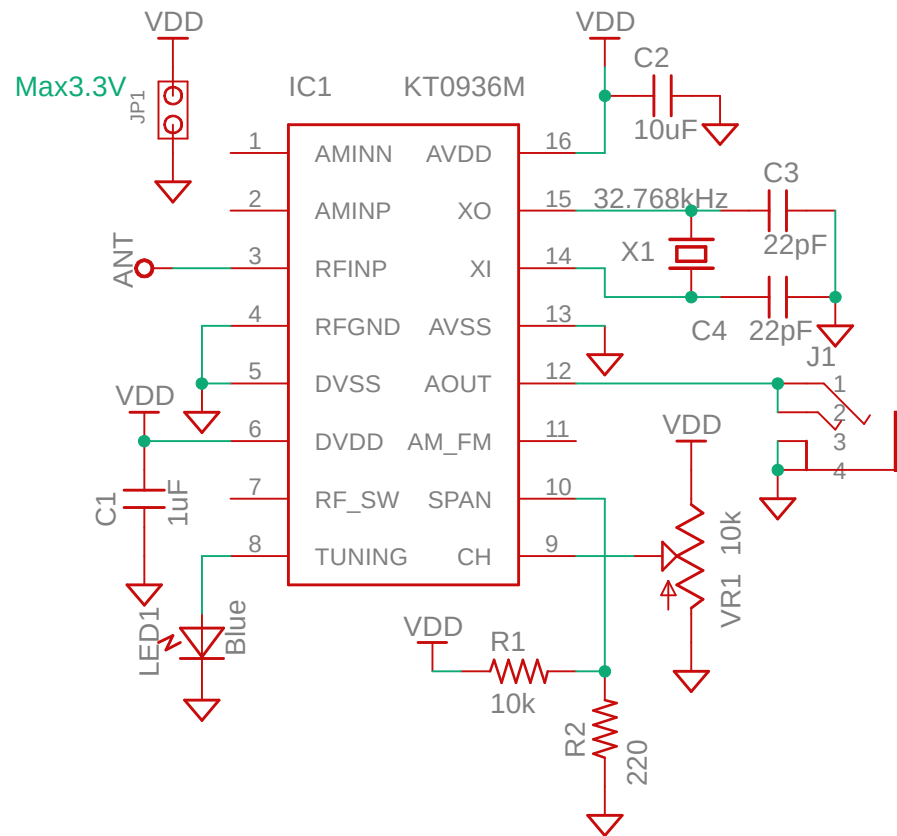 VDD
Max3.3V
JP1
IC1
KT0936M
VDD
C2
10uF
1
AMINN
AVDD
16
2
AMINP
XO
15
32.768kHz
C3
22pF
ANT
3
RFINP
XI
14
X1
4
RFGND
AVSS
13
C4
22pF
J1
5
DVSS
AOUT
12
1
2
3
4
VDD
6
DVDD
AM_FM
11
VDD
C1
1uF
7
RF_SW
SPAN
10
10k
VR1
8
TUNING
CH
9
LED1
Blue
VDD
R1
10k
R2
220